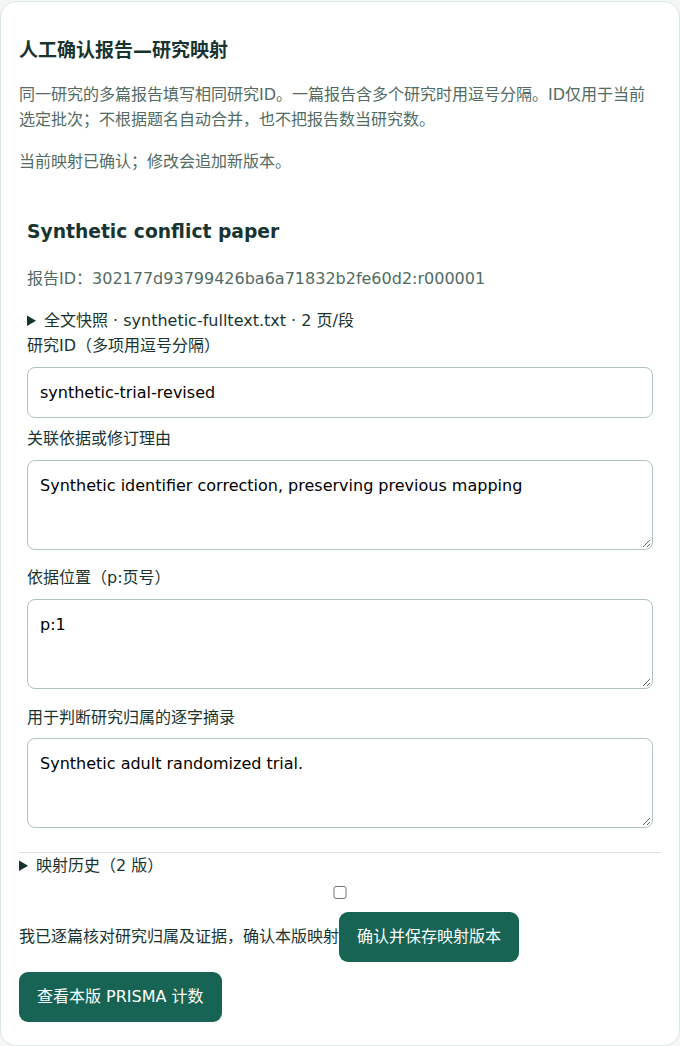 人工确认报告—研究映射
同一研究的多篇报告填写相同研究ID。一篇报告含多个研究时用逗号分隔。ID仅用于当前
选定批次；不根据题名自动合并，也不把报告数当研究数。
当前映射已确认；修改会追加新版本。
Synthetic conflict paper
报告ID：302177d93799426ba6a71832b2fe60d2:r000001
全文快照 · synthetic-fulltext.txt · 2 页/段
研究ID（多项用逗号分隔）
synthetic-trial-revised
关联依据或修订理由
Synthetic identifier correction, preserving previous mapping
依据位置（p:页号）
p:1
用于判断研究归属的逐字摘录
Synthetic adult randomized trial.
映射历史（2 版）
我已逐篇核对研究归属及证据，确认本版映射
确认并保存映射版本
查看本版 PRISMA 计数